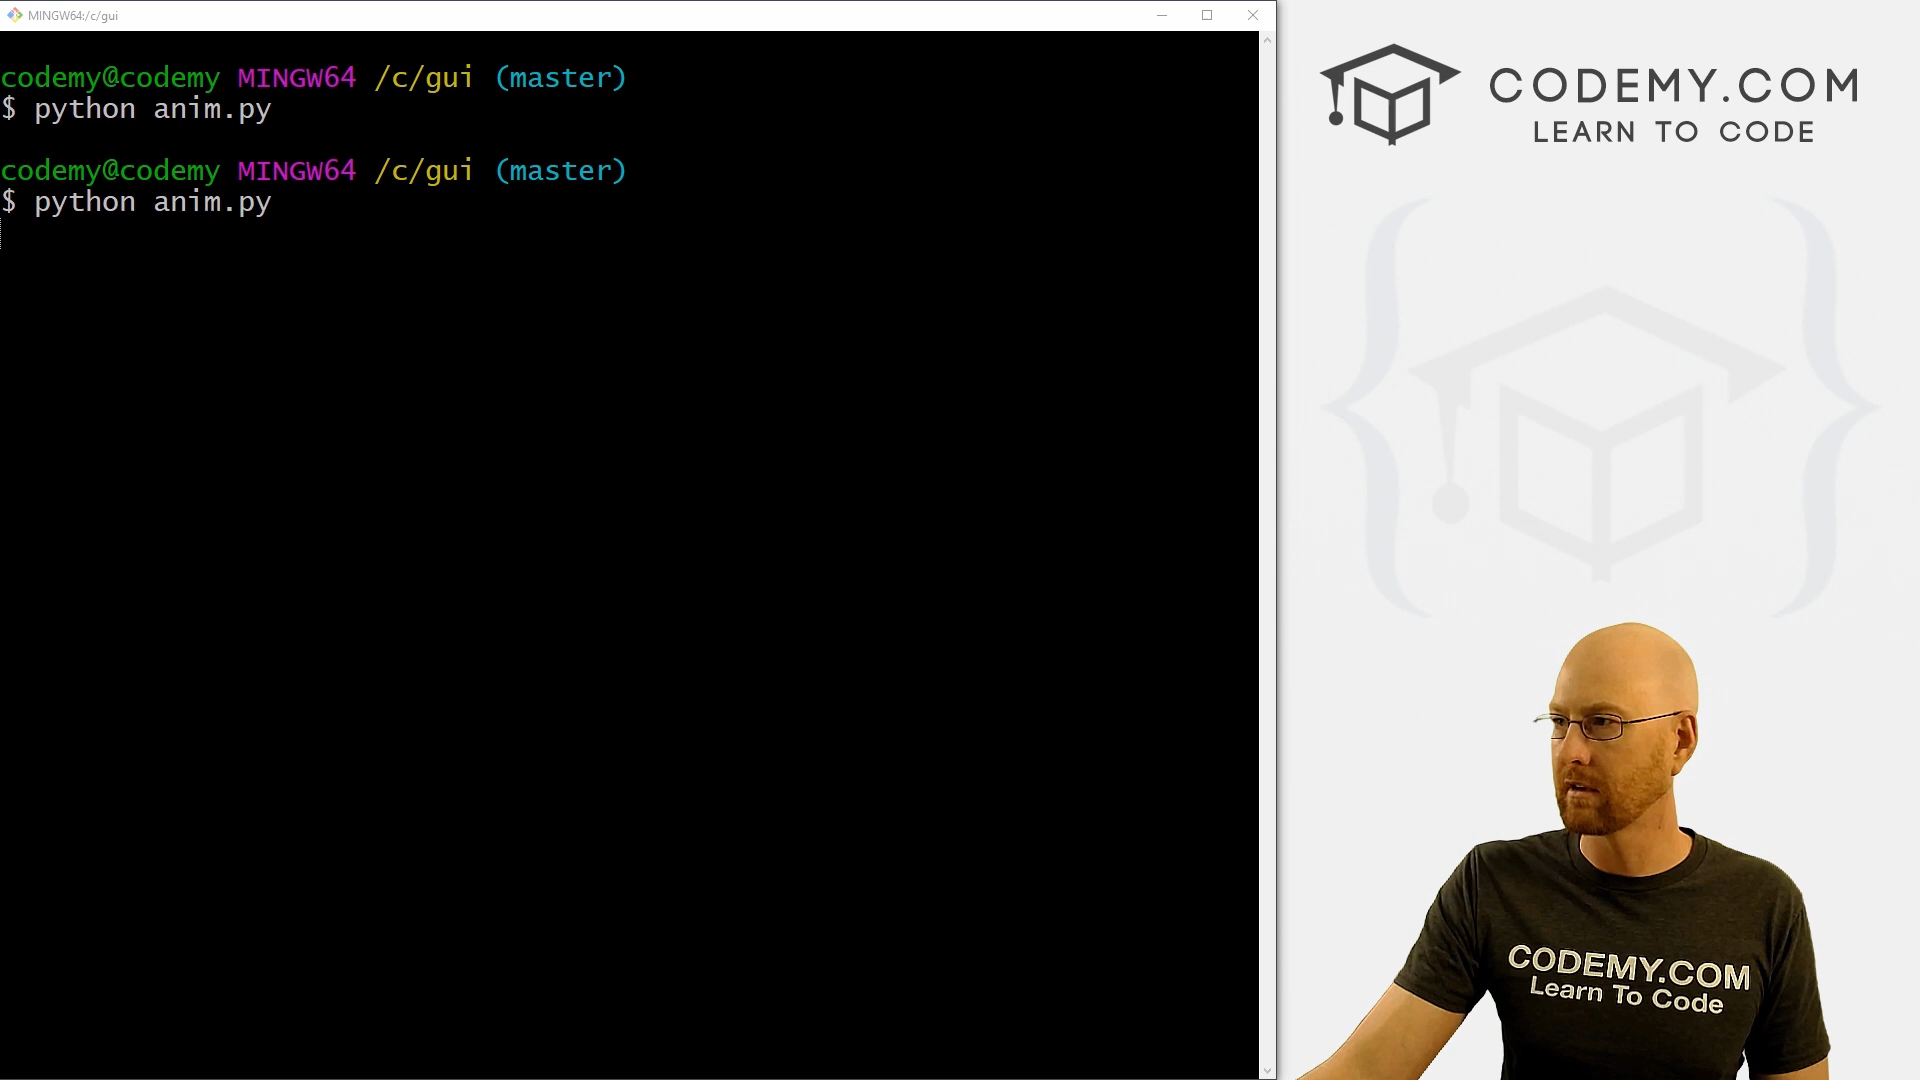 MINGW64:/c/gui
codemy@codemy MINGW64 /c/gui (master)
$ python anim.py
codemy@codemy MINGW64 /c/gui (master)
$ python anim.py
CODEMY.COM
LEARN TO CODE
CODEMY.COM
Learn To Code